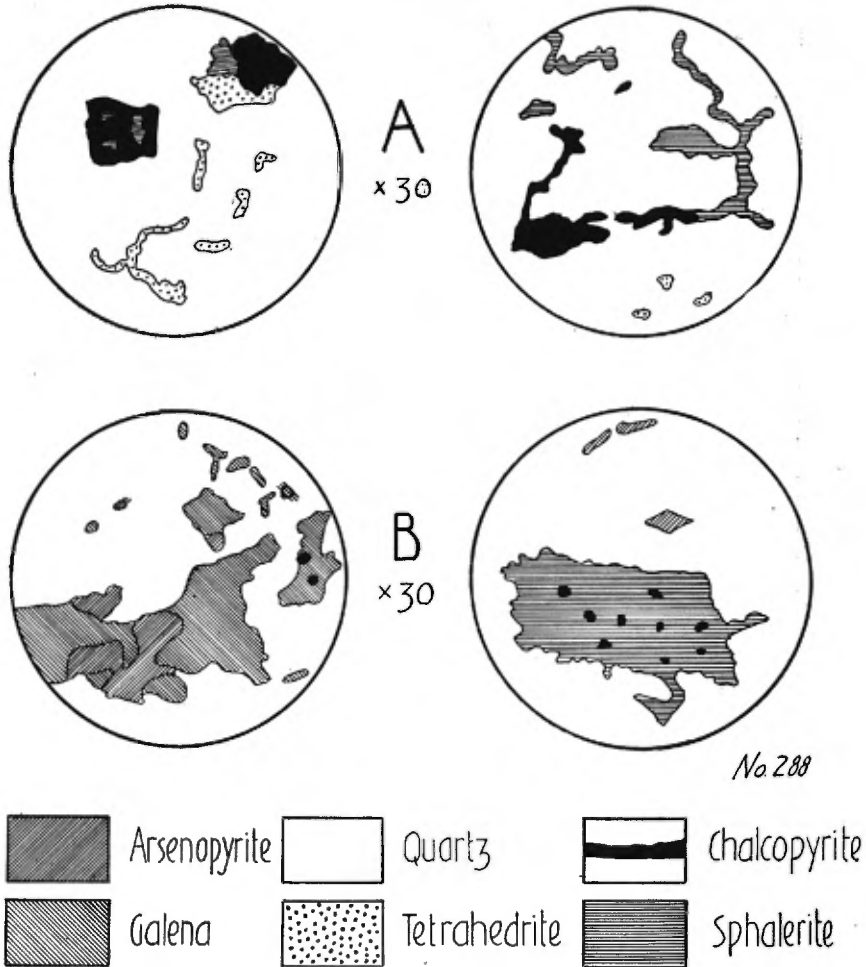 A
× 30
B
× 30
No. 288
Arsenopyrite
Quartz
Chalcopyrite
Galena
Tetrahedrite
Sphalerite